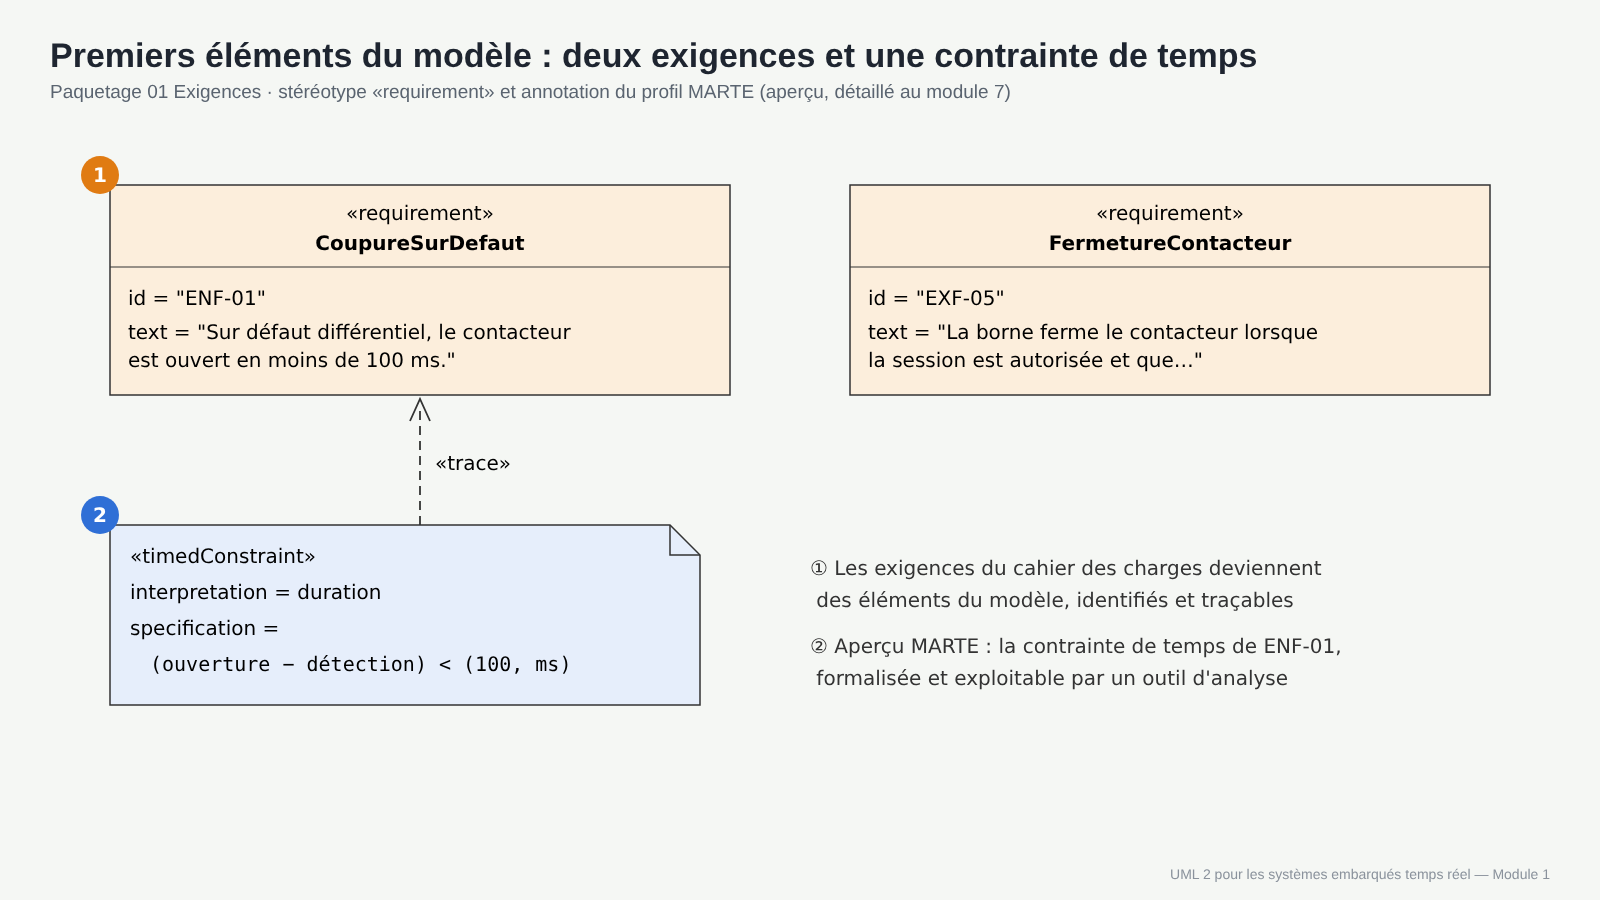 Premiers éléments du modèle : deux exigences et une contrainte de temps
Paquetage 01 Exigences · stéréotype «requirement» et annotation du profil MARTE (aperçu, détaillé au module 7)
1
«requirement»
CoupureSurDefaut
id = "ENF-01"
text = "Sur défaut différentiel, le contacteur
est ouvert en moins de 100 ms."
«requirement»
FermetureContacteur
id = "EXF-05"
text = "La borne ferme le contacteur lorsque
la session est autorisée et que…"
«trace»
2
«timedConstraint»
interpretation = duration
specification =
(ouverture − détection) < (100, ms)
① Les exigences du cahier des charges deviennent
des éléments du modèle, identifiés et traçables
② Aperçu MARTE : la contrainte de temps de ENF-01,
formalisée et exploitable par un outil d'analyse
UML 2 pour les systèmes embarqués temps réel — Module 1